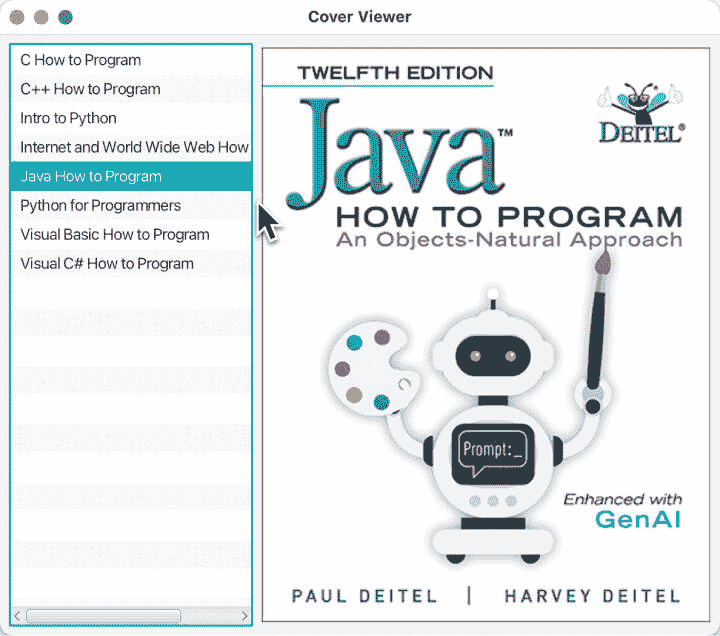 Cover Viewer
C How to Program
C++ How to Program
Intro to Python
Internet and World Wide Web How
Java How to Program
Python for Programmers
Visual Basic How to Program
Visual C# How to Program
TWELFTH EDITION
Java™
DEITEL®
HOW TO PROGRAM
An Objects-Natural Approach
Prompt:_
Enhanced with
GenAI
PAUL DEITEL | HARVEY DEITEL